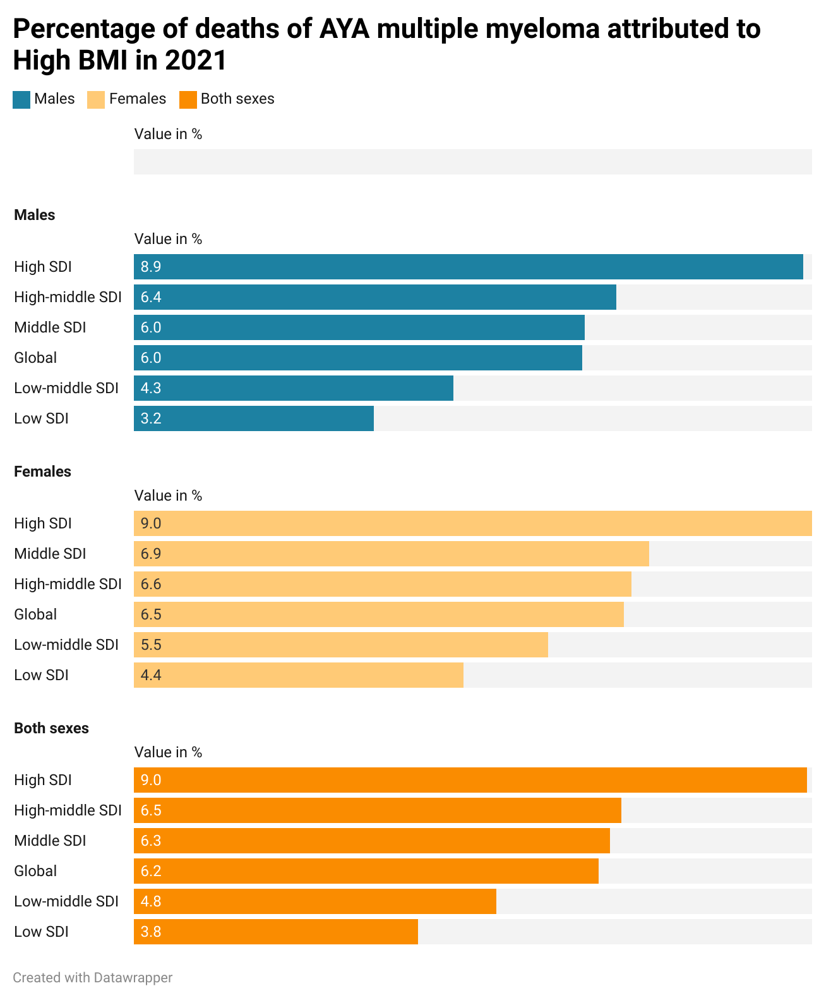 Percentage of deaths of AYA multiple myeloma attributed to
High BMI in 2021
Males Females Both sexes
Value in %
Males
Value in %
High SDI 8.9
High-middle SDI 6.4
Middle SDI 6.0
Global 6.0
Low-middle SDI 4.3
Low SDI 3.2
Females
Value in %
High SDI 9.0
Middle SDI 6.9
High-middle SDI 6.6
Global 6.5
Low-middle SDI 5.5
Low SDI 4.4
Both sexes
Value in %
High SDI 9.0
High-middle SDI 6.5
Middle SDI 6.3
Global 6.2
Low-middle SDI 4.8
Low SDI 3.8
Created with Datawrapper